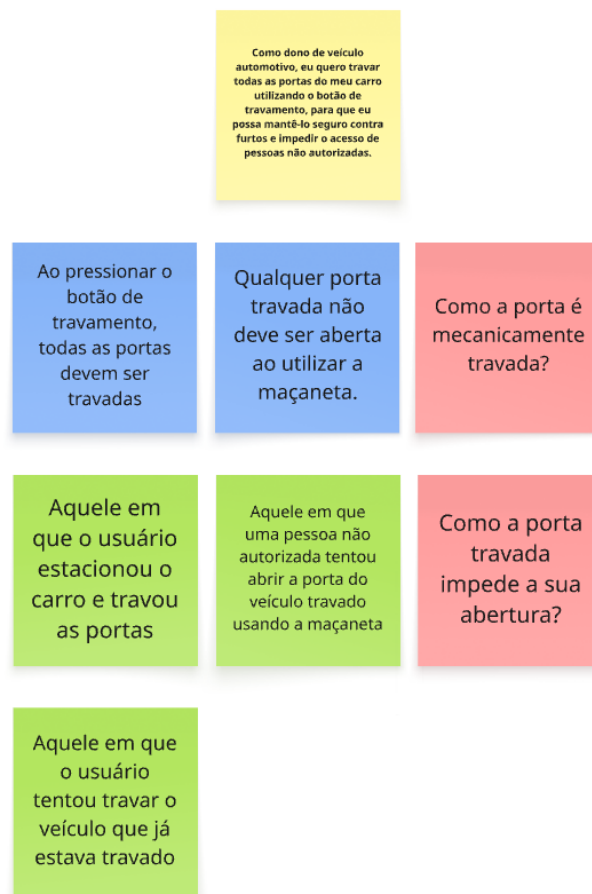 Como dono de veículo
automotivo, eu quero travar
todas as portas do meu carro
utilizando o botão de
travamento, para que eu
possa mantê-lo seguro contra
furtos e impedir o acesso de
pessoas não autorizadas.
Ao pressionar o
botão de
travamento,
todas as portas
devem ser
travadas
Qualquer porta
travada não
deve ser aberta
ao utilizar a
maçaneta.
Como a porta é
mecanicamente
travada?
Aquele em
que o usuário
estacionou o
carro e travou
as portas
Aquele em que
uma pessoa não
autorizada tentou
abrir a porta do
veículo travado
usando a maçaneta
Como a porta
travada
impede a sua
abertura?
Aquele em que
o usuário
tentou travar o
veículo que já
estava travado